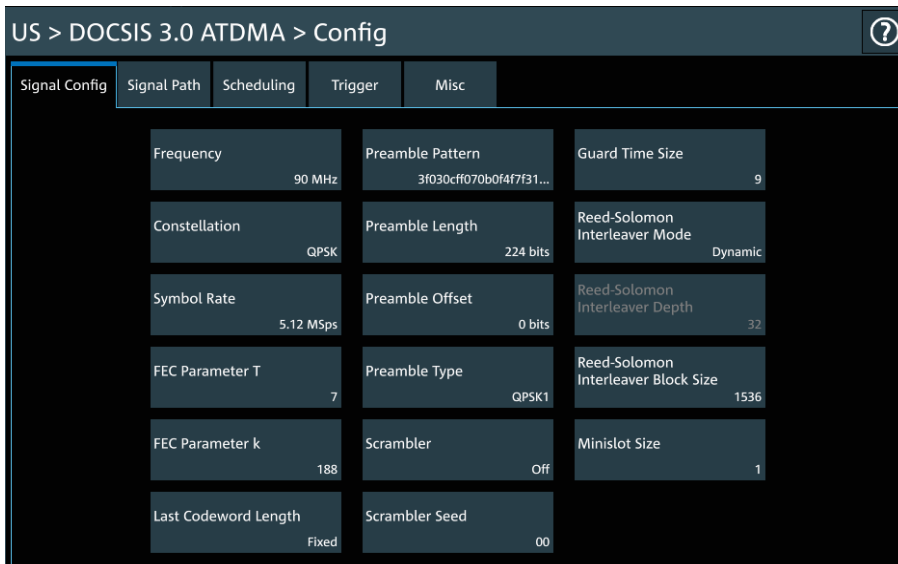 US > DOCSIS 3.0 ATDMA > Config
?
Signal Config
Signal Path
Scheduling
Trigger
Misc
Frequency
90 MHz
Constellation
QPSK
Symbol Rate
5.12 MSps
FEC Parameter T
7
FEC Parameter k
188
Last Codeword Length
Fixed
Preamble Pattern
3f030cff070b0f4f7f31...
Preamble Length
224 bits
Preamble Offset
0 bits
Preamble Type
QPSK1
Scrambler
Off
Scrambler Seed
00
Guard Time Size
9
Reed-Solomon
Interleaver Mode
Dynamic
Reed-Solomon
Interleaver Depth
32
Reed-Solomon
Interleaver Block Size
1536
Minislot Size
1